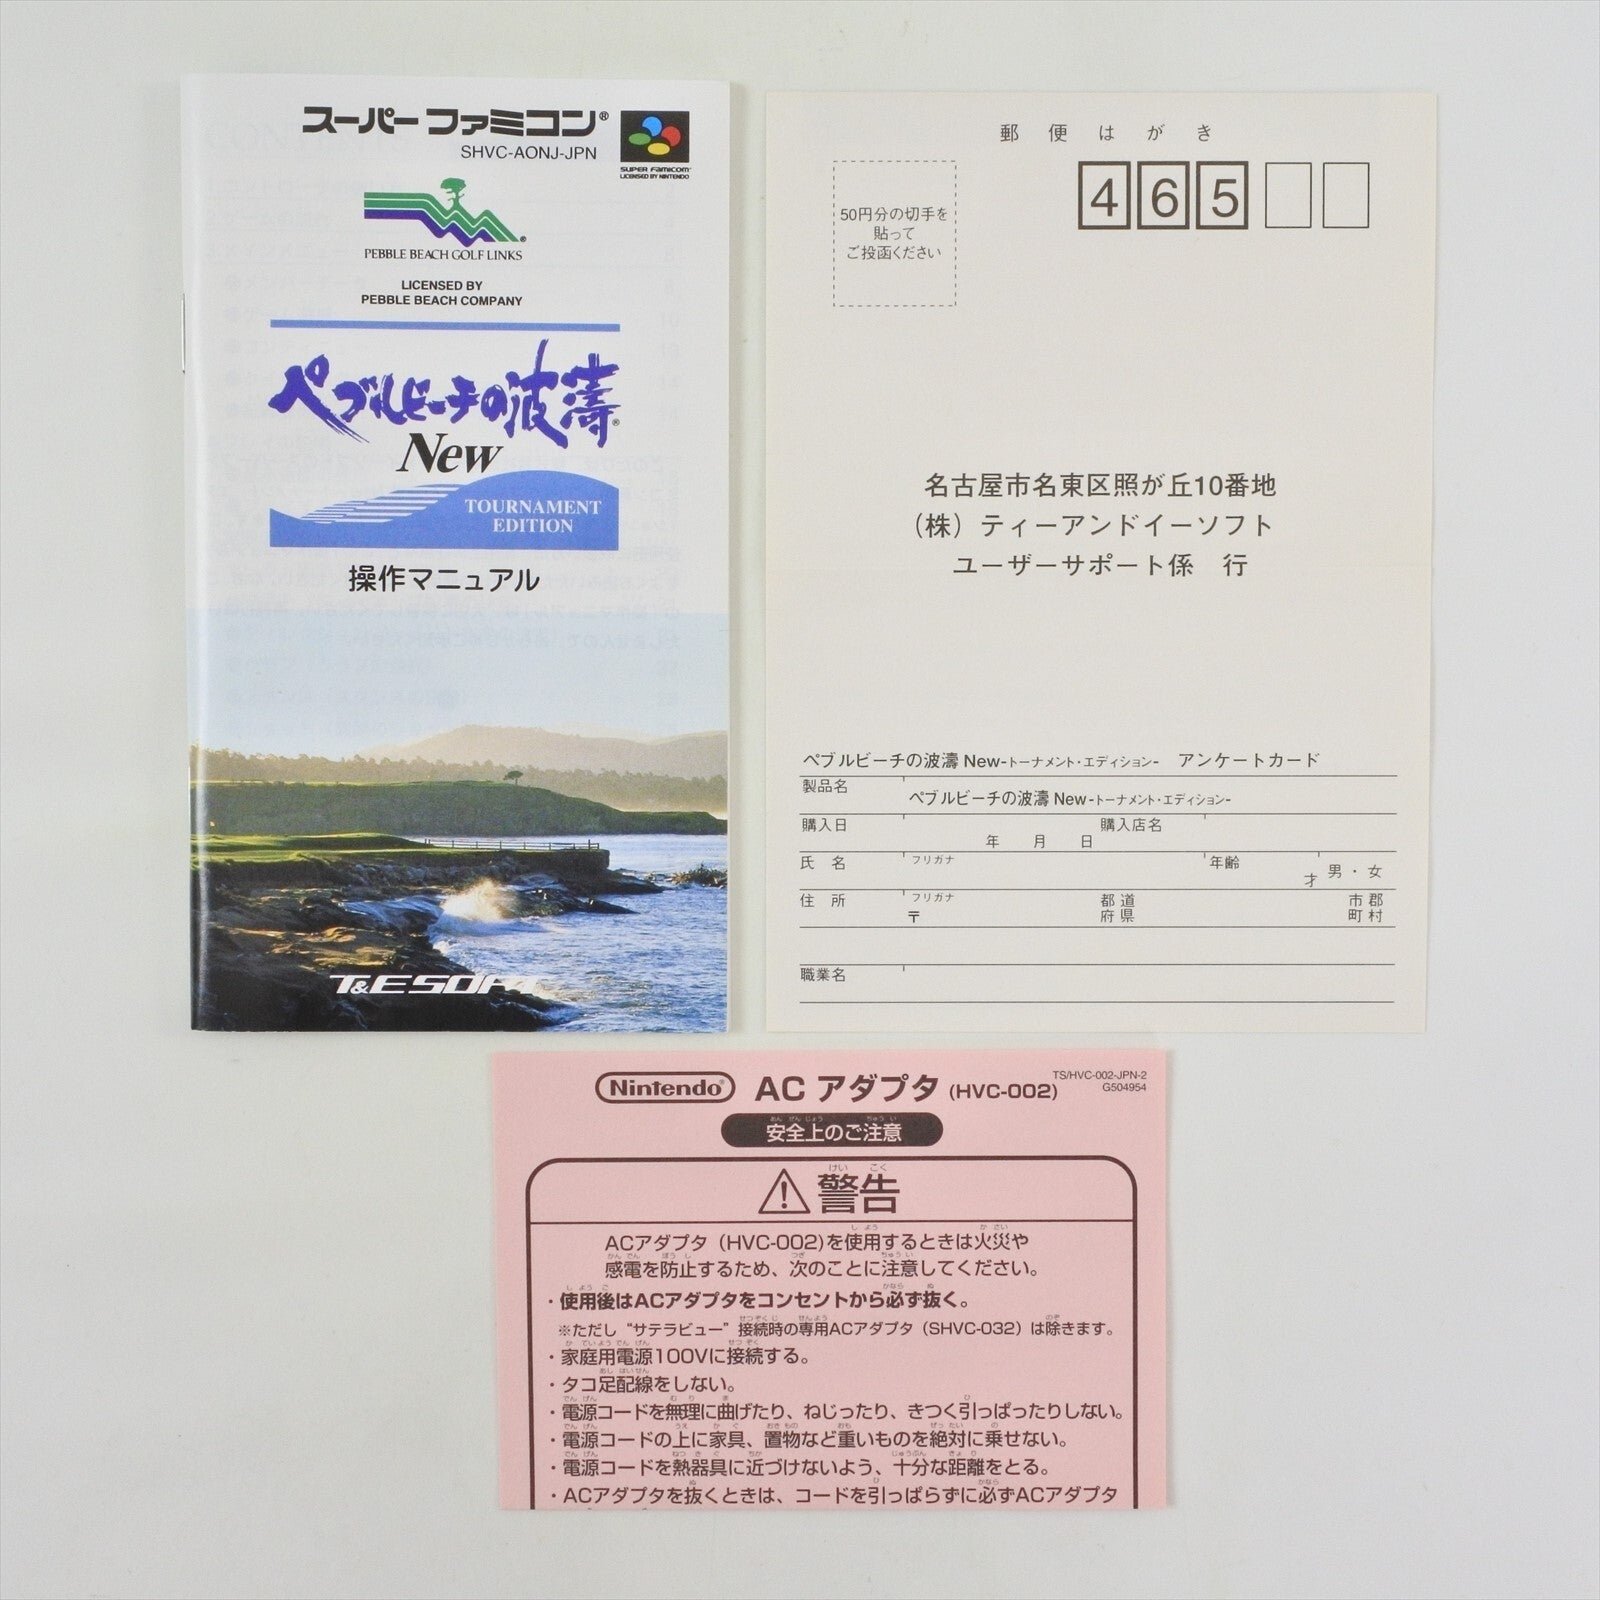 スーパーファミコン®
SHVC-AONJ-JPN
SUPER FAMICOM
LICENSED BY NINTENDO
PEBBLE BEACH GOLF LINKS
LICENSED BY
PEBBLE BEACH COMPANY
ペブルビーチの波濤®
New
TOURNAMENT
EDITION
操作マニュアル
T&E SOFT
郵便はがき
50円分の切手を
貼って
ご投函ください
465
名古屋市名東区照が丘10番地
（株）ティーアンドイーソフト
ユーザーサポート係 行
ペブルビーチの波濤 New-トーナメント・エディション- アンケートカード
製品名 ペブルビーチの波濤 New-トーナメント・エディション-
購入日 年 月 日 購入店名
氏 名 フリガナ 年齢 才 男・女
住 所 フリガナ 〒 都道府県 市郡町村
職業名
Nintendo® AC アダプタ (HVC-002)
TS/HVC-002-JPN-2
G504954
安全上のご注意
警告
ACアダプタ（HVC-002)を使用するときは火災や
感電を防止するため、次のことに注意してください。
・使用後はACアダプタをコンセントから必ず抜く。
※ただし“サテラビュー”接続時の専用ACアダプタ（SHVC-032）は除きます。
・家庭用電源100Vに接続する。
・タコ足配線をしない。
・電源コードを無理に曲げたり、ねじったり、きつく引っぱったりしない。
・電源コードの上に家具、置物など重いものを絶対に乗せない。
・電源コードを熱器具に近づけないよう、十分な距離をとる。
・ACアダプタを抜くときは、コードを引っぱらずに必ずACアダプタ